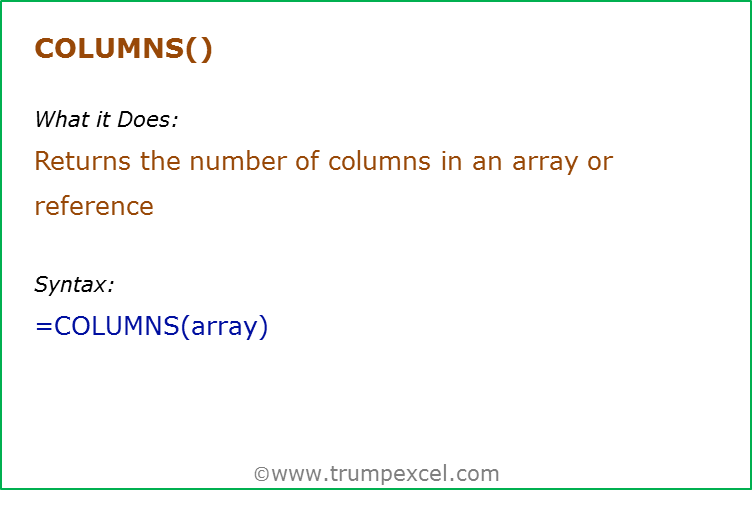 COLUMNS()
What it Does:
Returns the number of columns in an array or
reference
Syntax:
=COLUMNS(array)
©www.trumpexcel.com